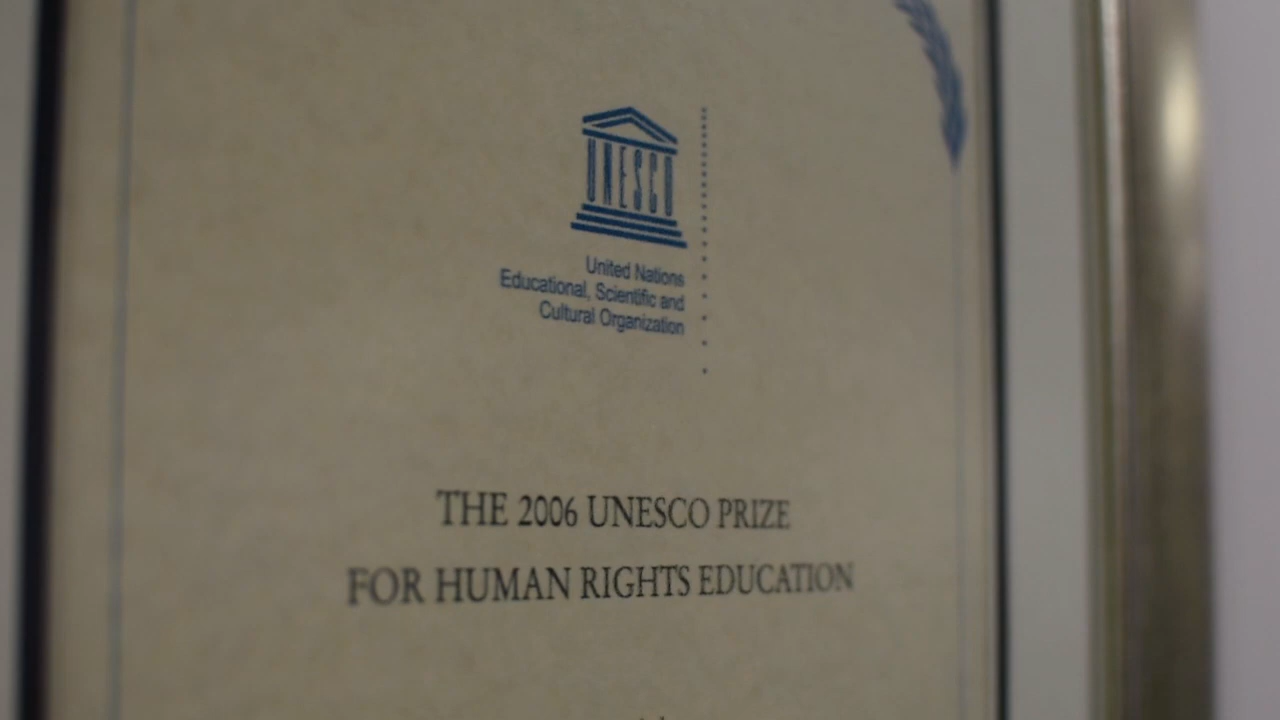 UNESCO
United Nations
Educational, Scientific and
Cultural Organization
THE 2006 UNESCO PRIZE
FOR HUMAN RIGHTS EDUCATION